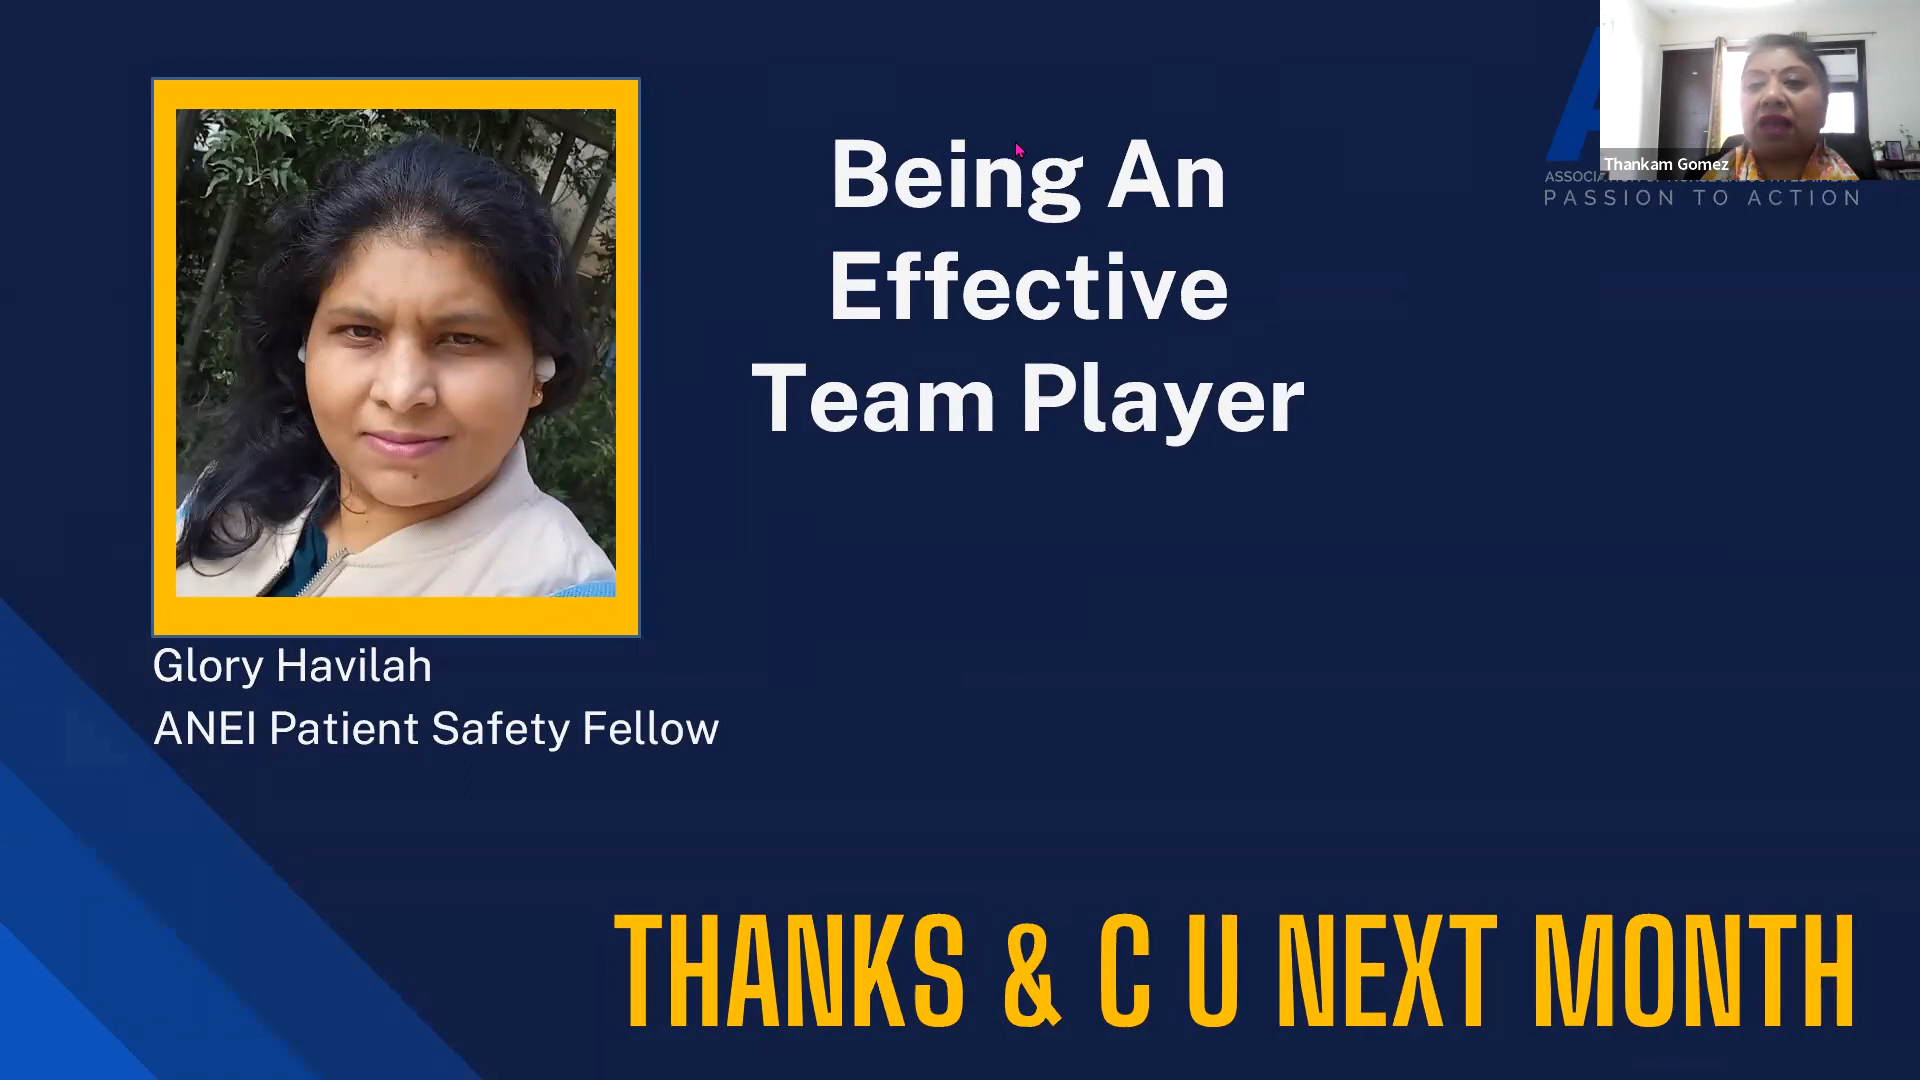 Being An
Effective
Team Player
Thankam Gomez
PASSION TO ACTION
Glory Havilah
ANEI Patient Safety Fellow
THANKS & C U NEXT MONTH